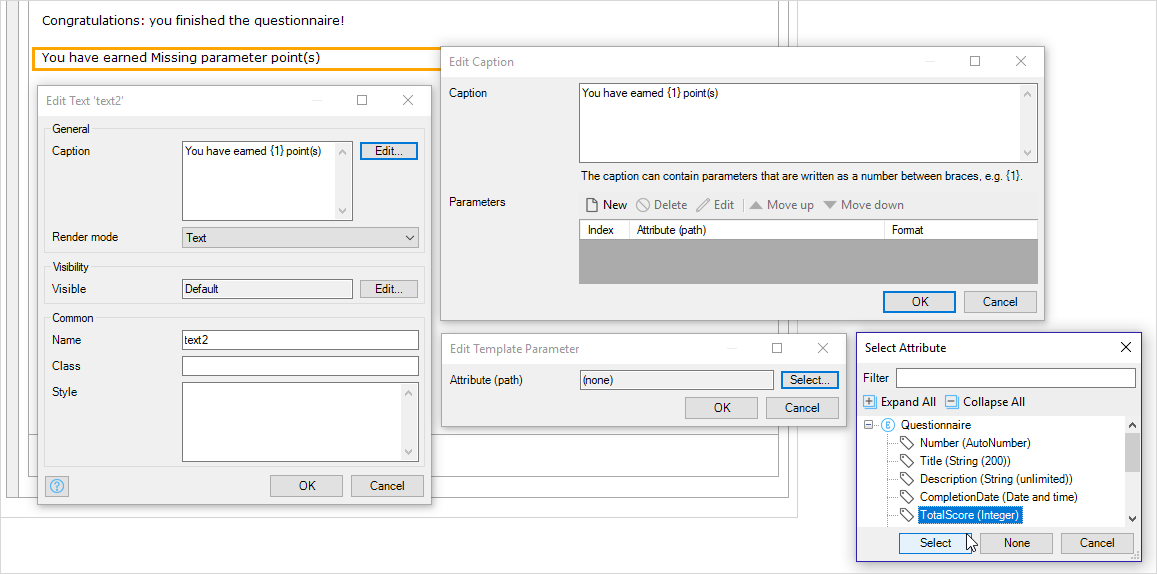 Congratulations: you finished the questionnaire!
You have earned Missing parameter point(s)
Edit Text 'text2'
General
Caption
You have earned {1} point(s)
Edit...
Render mode
Text
Visibility
Visible
Default
Edit...
Common
Name
text2
Class
Style
OK
Cancel
Edit Caption
Caption
You have earned {1} point(s)
The caption can contain parameters that are written as a number between braces, e.g. {1}.
Parameters
New Delete Edit Move up Move down
Index Attribute (path) Format
OK
Cancel
Edit Template Parameter
Attribute (path)
(none)
Select...
OK
Cancel
Select Attribute
Filter
Expand All Collapse All
Questionnaire
Number (AutoNumber)
Title (String (200))
Description (String (unlimited))
CompletionDate (Date and time)
TotalScore (Integer)
Select
None
Cancel